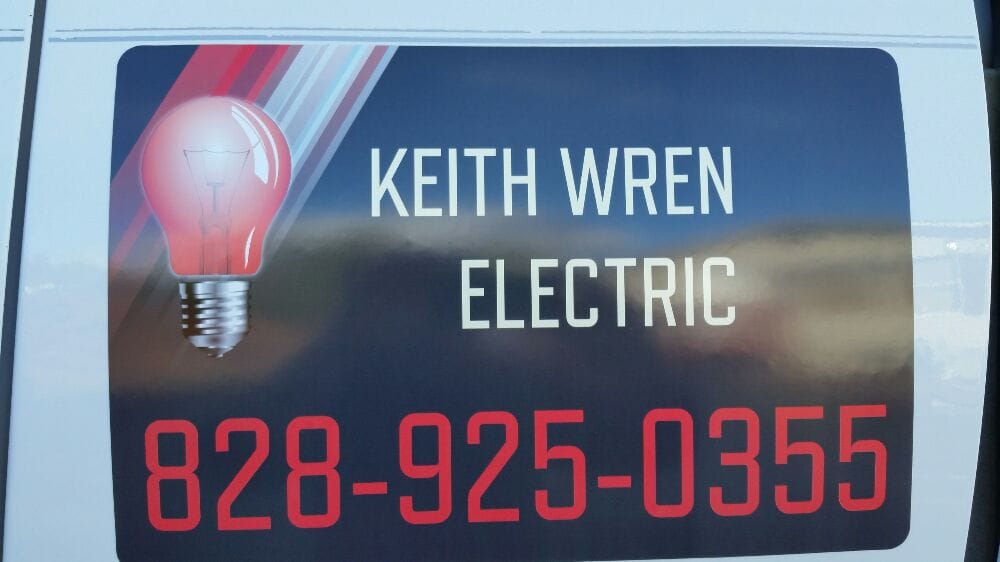 KEITH WREN
ELECTRIC
828-925-0355